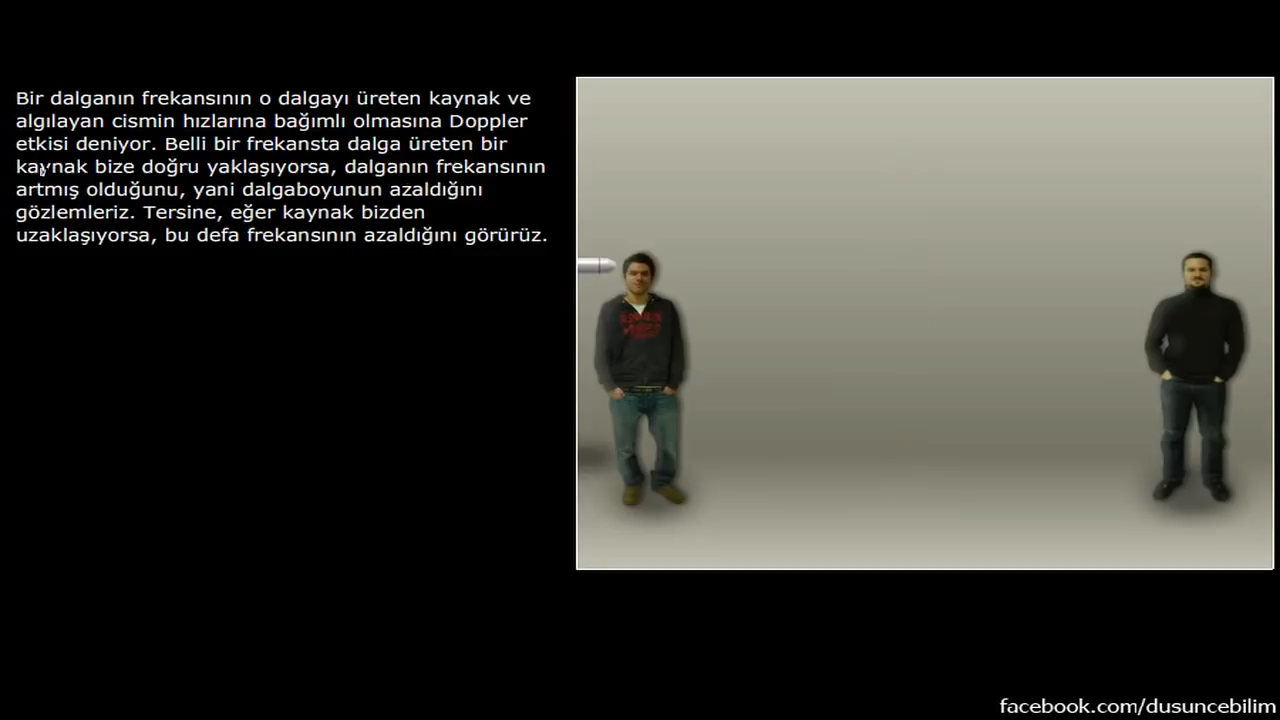 Bir dalganın frekansının o dalgayı üreten kaynak ve
algılayan cismin hızlarına bağımlı olmasına Doppler
etkisi deniyor. Belli bir frekansta dalga üreten bir
kaynak bize doğru yaklaşıyorsa, dalganın frekansının
artmış olduğunu, yani dalgaboyunun azaldığını
gözlemleriz. Tersine, eğer kaynak bizden
uzaklaşıyorsa, bu defa frekansının azaldığını görürüz.
facebook.com/dusuncebilim